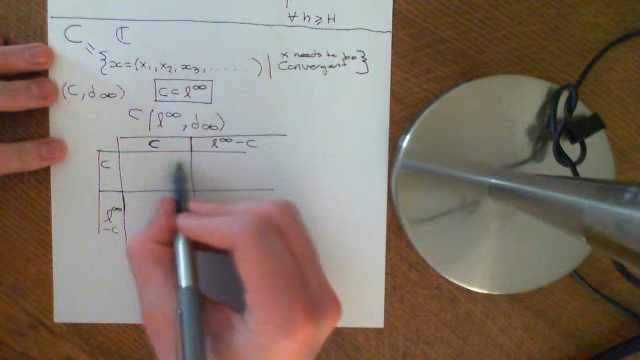 ∀ h ≥ H
C ℂ
= {x=(x₁,x₂,x₃,.......) | x needs to be Convergent}
(C,d∞) C ⊂ ℓ^∞
C (ℓ^∞,d∞)
C ℓ^∞-C
C
ℓ^∞
-C